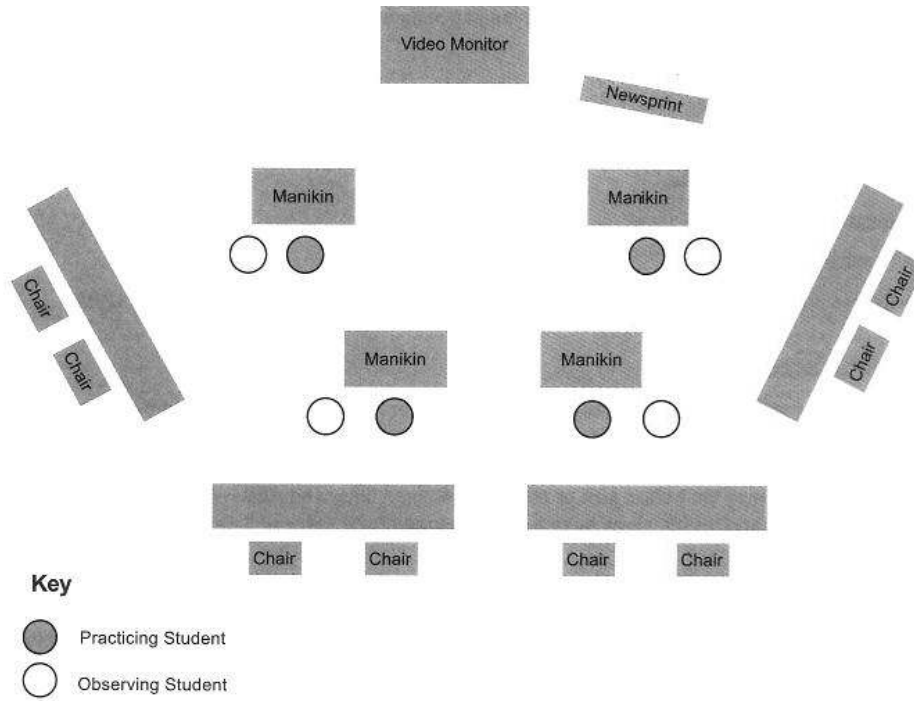 Video Monitor
Newsprint
Manikin
Manikin
Chair
Chair
Chair
Chair
Manikin
Manikin
Chair
Chair
Chair
Chair
Key
Practicing Student
Observing Student